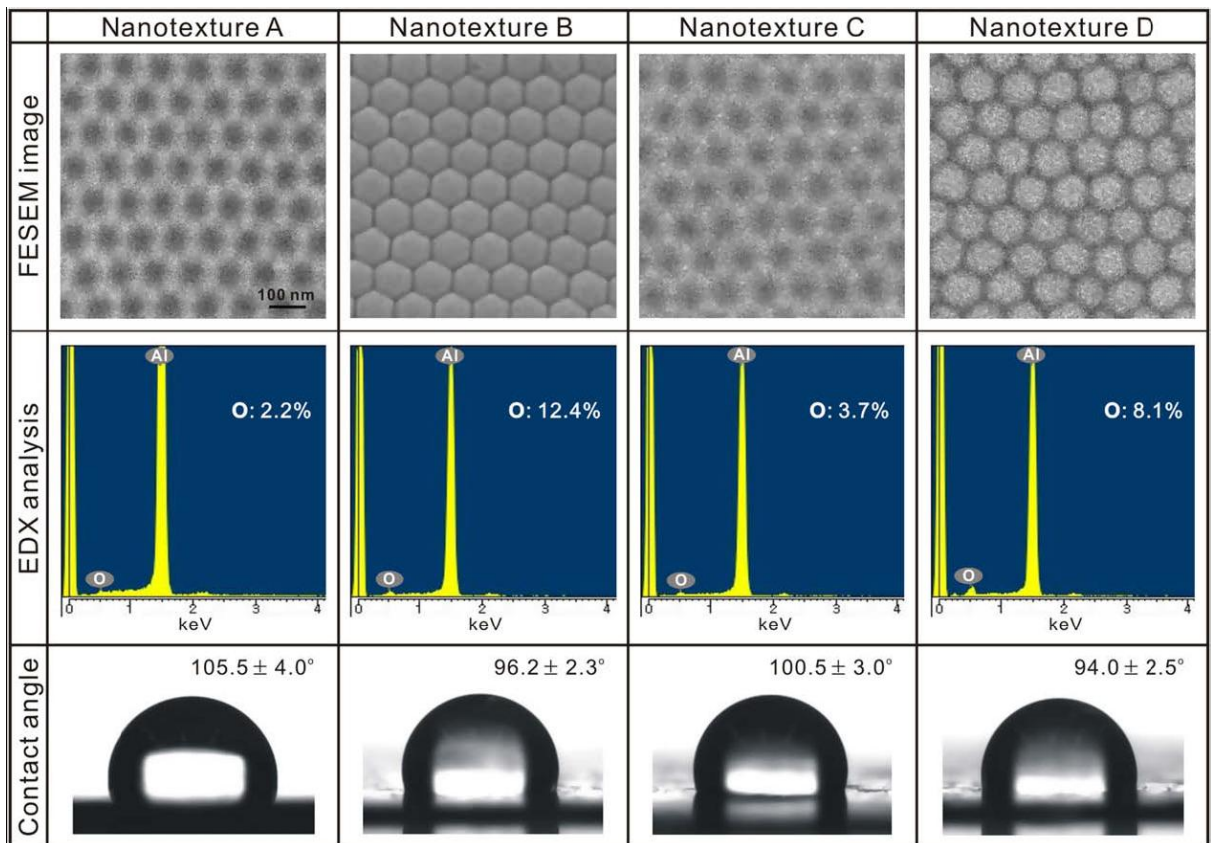 Nanotexture A Nanotexture B Nanotexture C Nanotexture D
FESEM image
100 nm
EDX analysis
Al Al Al Al
O: 2.2% O: 12.4% O: 3.7% O: 8.1%
O O O O
0 1 2 3 4 0 1 2 3 4 0 1 2 3 4 0 1 2 3 4
keV keV keV keV
Contact angle
105.5 ± 4.0° 96.2 ± 2.3° 100.5 ± 3.0° 94.0 ± 2.5°